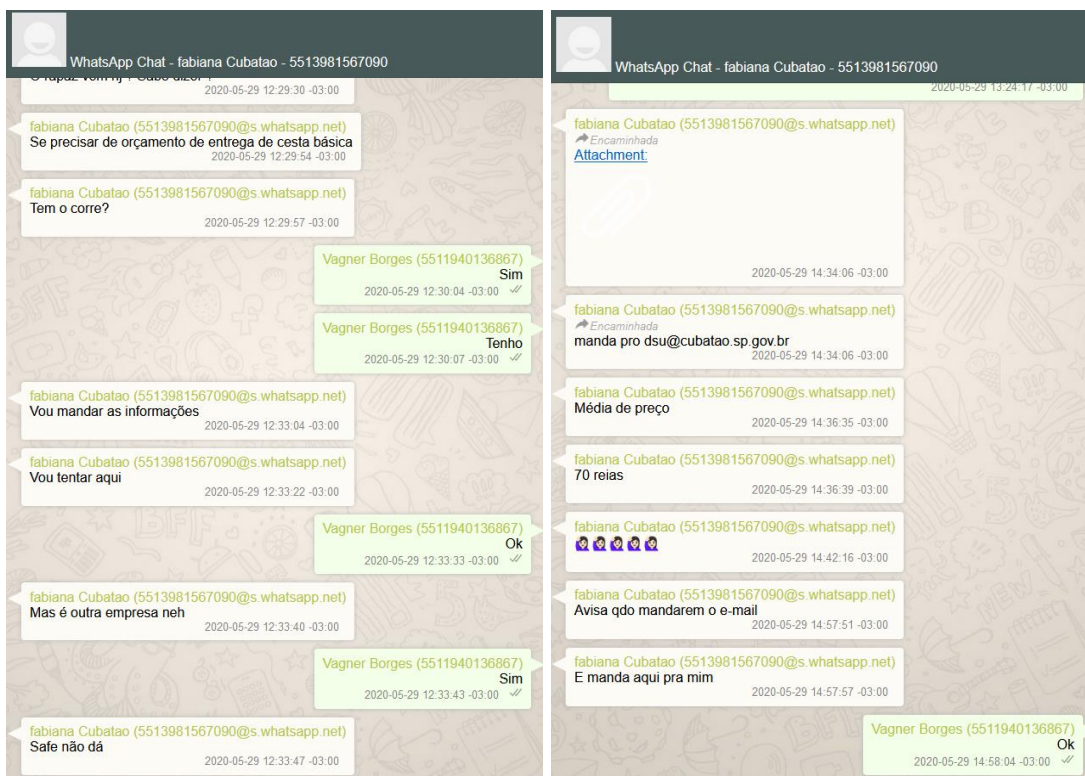 WhatsApp Chat - fabiana Cubatao - 5513981567090
O rapaz vem hj ? Sabe dizer ?
2020-05-29 12:29:30 -03:00
fabiana Cubatao (5513981567090@s.whatsapp.net)
Se precisar de orçamento de entrega de cesta básica
2020-05-29 12:29:54 -03:00
fabiana Cubatao (5513981567090@s.whatsapp.net)
Tem o corre?
2020-05-29 12:29:57 -03:00
Vagner Borges (5511940136867)
Sim
2020-05-29 12:30:04 -03:00
Vagner Borges (5511940136867)
Tenho
2020-05-29 12:30:07 -03:00
fabiana Cubatao (5513981567090@s.whatsapp.net)
Vou mandar as informações
2020-05-29 12:33:04 -03:00
fabiana Cubatao (5513981567090@s.whatsapp.net)
Vou tentar aqui
2020-05-29 12:33:22 -03:00
Vagner Borges (5511940136867)
Ok
2020-05-29 12:33:33 -03:00
fabiana Cubatao (5513981567090@s.whatsapp.net)
Mas é outra empresa neh
2020-05-29 12:33:40 -03:00
Vagner Borges (5511940136867)
Sim
2020-05-29 12:33:43 -03:00
fabiana Cubatao (5513981567090@s.whatsapp.net)
Safe não dá
2020-05-29 12:33:47 -03:00
WhatsApp Chat - fabiana Cubatao - 5513981567090
2020-05-29 13:24:17 -03:00
fabiana Cubatao (5513981567090@s.whatsapp.net)
Encaminhada
Attachment:
2020-05-29 14:34:06 -03:00
fabiana Cubatao (5513981567090@s.whatsapp.net)
Encaminhada
manda pro dsu@cubatao.sp.gov.br
2020-05-29 14:34:06 -03:00
fabiana Cubatao (5513981567090@s.whatsapp.net)
Média de preço
2020-05-29 14:36:35 -03:00
fabiana Cubatao (5513981567090@s.whatsapp.net)
70 reias
2020-05-29 14:36:39 -03:00
fabiana Cubatao (5513981567090@s.whatsapp.net)
2020-05-29 14:42:16 -03:00
fabiana Cubatao (5513981567090@s.whatsapp.net)
Avisa qdo mandarem o e-mail
2020-05-29 14:57:51 -03:00
fabiana Cubatao (5513981567090@s.whatsapp.net)
E manda aqui pra mim
2020-05-29 14:57:57 -03:00
Vagner Borges (5511940136867)
Ok
2020-05-29 14:58:04 -03:00